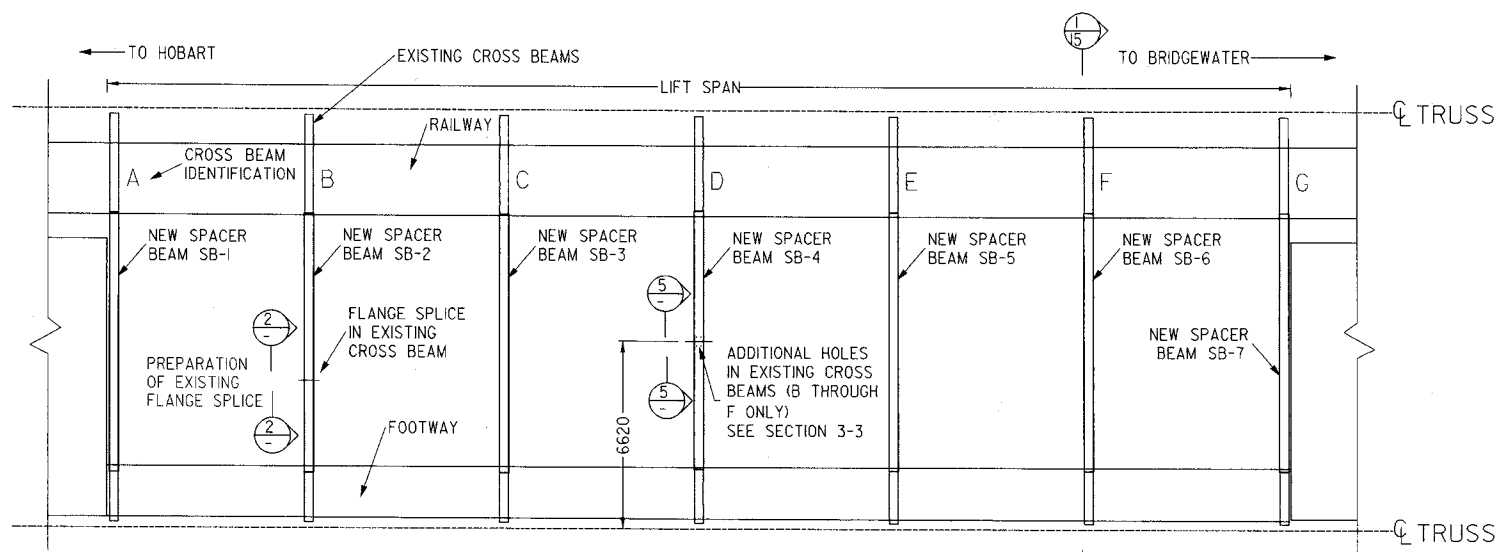 1
15
TO HOBART
EXISTING CROSS BEAMS
TO BRIDGEWATER
LIFT SPAN
℄ TRUSS
RAILWAY
CROSS BEAM
IDENTIFICATION
A
B
C
D
E
F
G
NEW SPACER
BEAM SB-1
NEW SPACER
BEAM SB-2
NEW SPACER
BEAM SB-3
NEW SPACER
BEAM SB-4
NEW SPACER
BEAM SB-5
NEW SPACER
BEAM SB-6
NEW SPACER
BEAM SB-7
2
-
FLANGE SPLICE
IN EXISTING
CROSS BEAM
PREPARATION
OF EXISTING
FLANGE SPLICE
2
-
5
-
5
-
ADDITIONAL HOLES
IN EXISTING CROSS
BEAMS (B THROUGH
F ONLY)
SEE SECTION 3-3
6620
FOOTWAY
℄ TRUSS